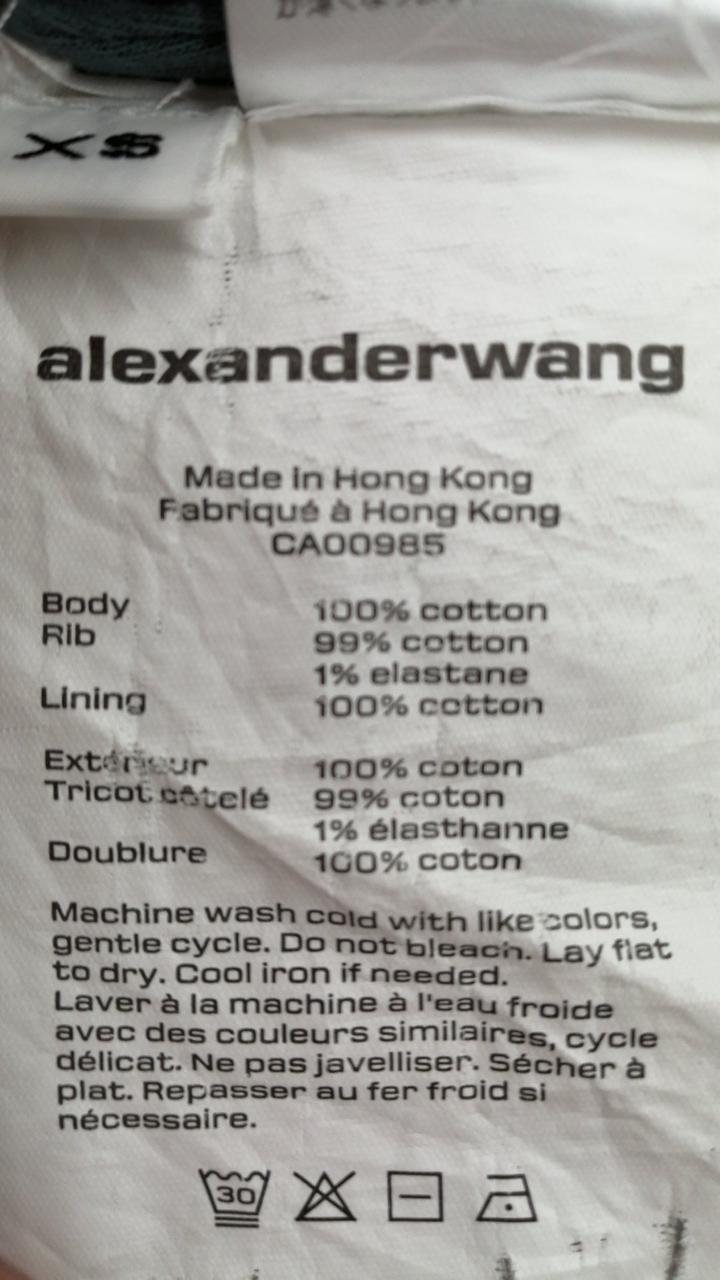 XS
alexanderwang
Made in Hong Kong
Fabriqué à Hong Kong
CA00985
Body 100% cotton
Rib 99% cotton
1% elastane
Lining 100% cotton
Extérieur 100% coton
Tricot côtelé 99% coton
1% élasthanne
Doublure 100% coton
Machine wash cold with like colors,
gentle cycle. Do not bleach. Lay flat
to dry. Cool iron if needed.
Laver à la machine à l'eau froide
avec des couleurs similaires, cycle
délicat. Ne pas javelliser. Sécher à
plat. Repasser au fer froid si
nécessaire.
30